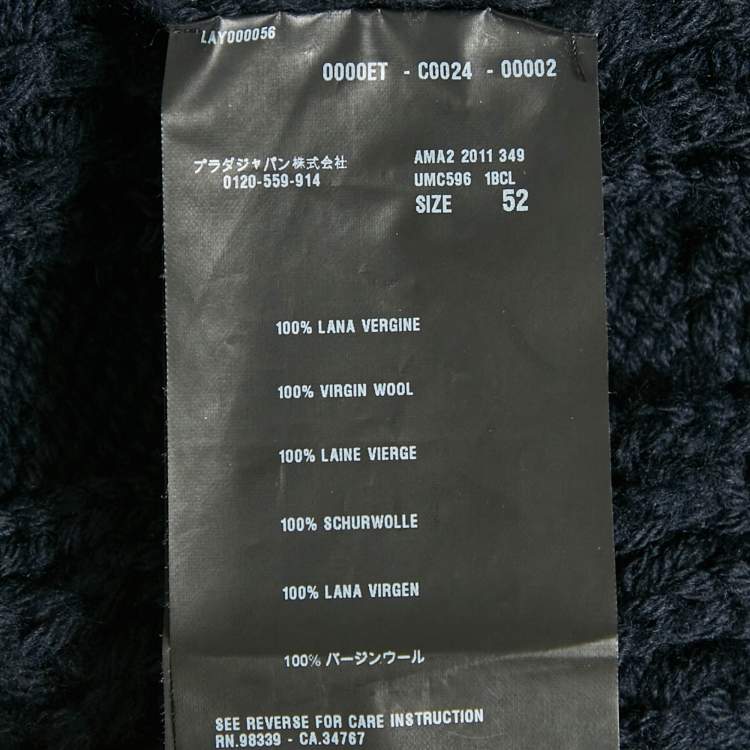 LAY000056
0000ET - C0024 - 00002
プラダジャパン株式会社
0120-559-914
AMA2 2011 349
UMC596 1BCL
SIZE 52
100% LANA VERGINE
100% VIRGIN WOOL
100% LAINE VIERGE
100% SCHURWOLLE
100% LANA VIRGEN
100% バージンウール
SEE REVERSE FOR CARE INSTRUCTION
RN.98339 - CA.34767